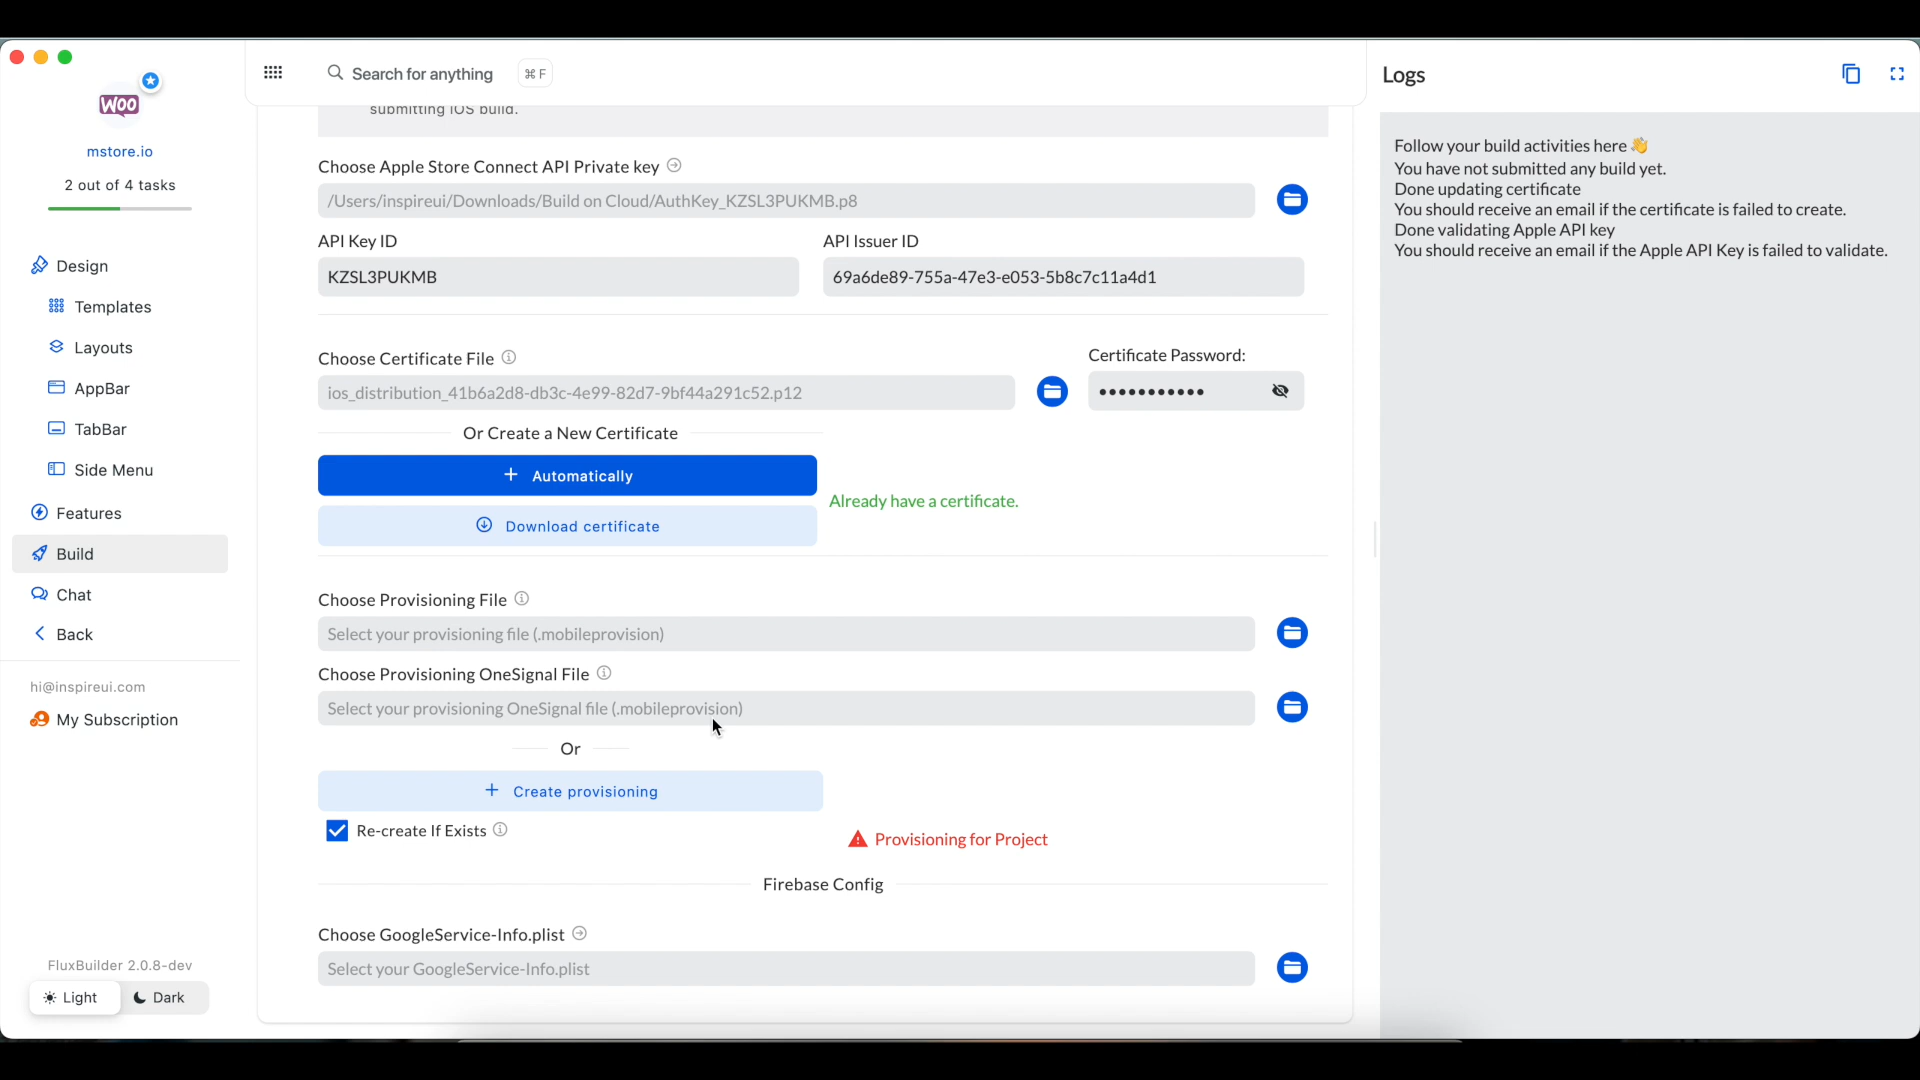 WOO
mstore.io
2 out of 4 tasks
Design
Templates
Layouts
AppBar
TabBar
Side Menu
Features
Build
Chat
Back
hi@inspireui.com
My Subscription
FluxBuilder 2.0.8-dev
Light
Dark
Search for anything
⌘ F
submitting iOS build.
Choose Apple Store Connect API Private key
/Users/inspireui/Downloads/Build on Cloud/AuthKey_KZSL3PUKMB.p8
API Key ID
API Issuer ID
KZSL3PUKMB
69a6de89-755a-47e3-e053-5b8c7c11a4d1
Choose Certificate File
Certificate Password:
ios_distribution_41b6a2d8-db3c-4e99-82d7-9bf44a291c52.p12
•••••••••••
Or Create a New Certificate
+ Automatically
Already have a certificate.
Download certificate
Choose Provisioning File
Select your provisioning file (.mobileprovision)
Choose Provisioning OneSignal File
Select your provisioning OneSignal file (.mobileprovision)
Or
+ Create provisioning
Re-create If Exists
Provisioning for Project
Firebase Config
Choose GoogleService-Info.plist
Select your GoogleService-Info.plist
Logs
Follow your build activities here 👋
You have not submitted any build yet.
Done updating certificate
You should receive an email if the certificate is failed to create.
Done validating Apple API key
You should receive an email if the Apple API Key is failed to validate.